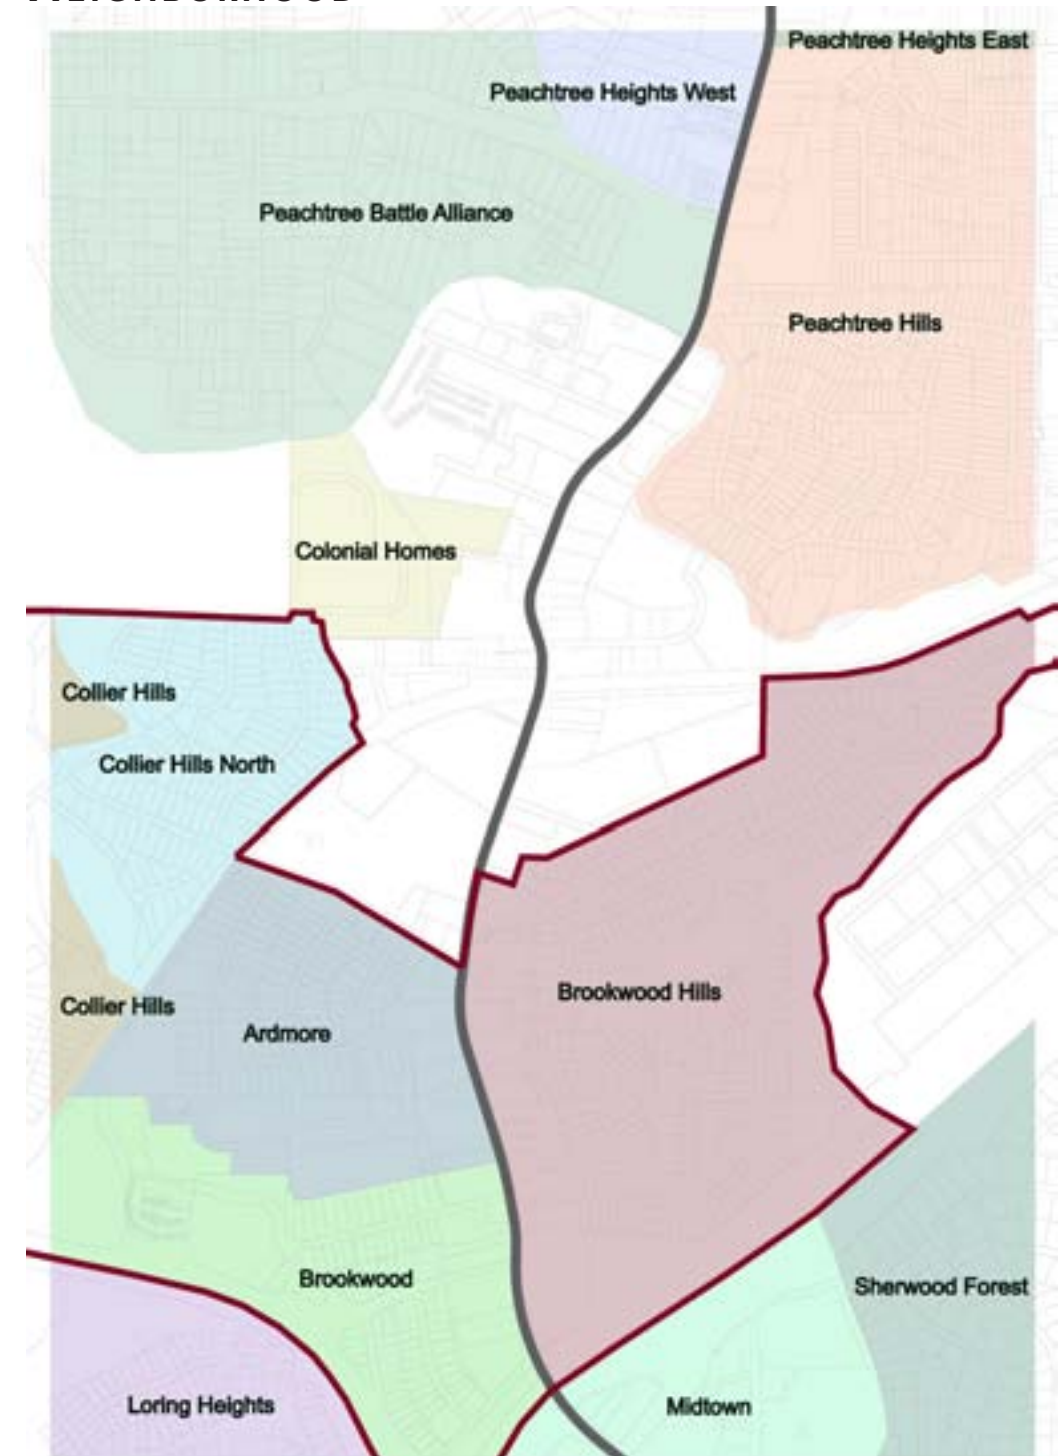 Peachtree Heights East
Peachtree Heights West
Peachtree Battle Alliance
Peachtree Hills
Colonial Homes
Collier Hills
Collier Hills North
Brookwood Hills
Collier Hills
Ardmore
Brookwood
Sherwood Forest
Loring Heights
Midtown